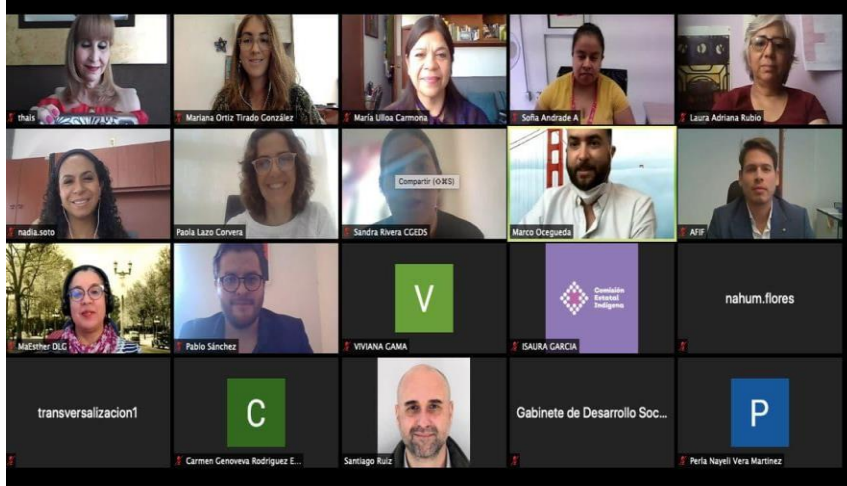 thais
Mariana Ortiz Tirado González
María Ulloa Carmona
Sofia Andrade A
Laura Adriana Rubio
nadia.soto
Paola Lazo Corvera
Compartir (⇧⌘S)
Sandra Rivera CGEDS
Marco Ocegueda
AFIF
MaEsther DLG
Pablo Sánchez
V
VIVIANA GAMA
Comisión
Estatal
Indígena
ISAURA GARCIA
nahum.flores
transversalizacion1
C
Carmen Genoveva Rodriguez E...
Santiago Ruiz
Gabinete de Desarrollo Soc...
P
Perla Nayeli Vera Martinez